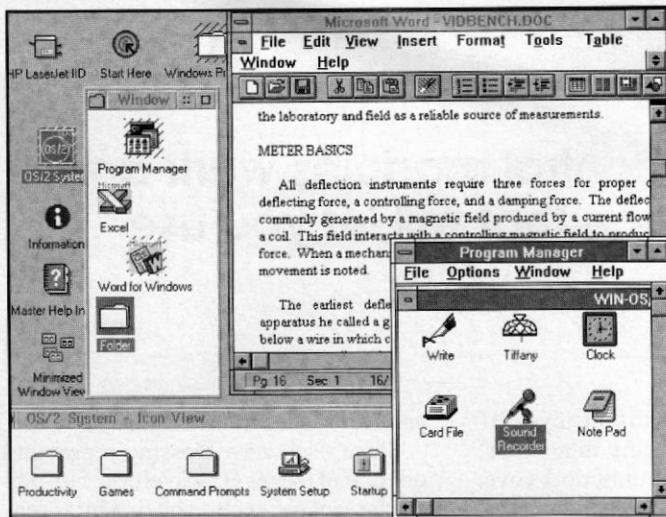 HP LaserJet IID
Start Here
Windows Pr
OS/2 Syster
Information
Master Help In
Minimized
Window View
Window
Program Manager
Microsoft
Excel
Word for Windows
Folder
Microsoft Word - VIDBENCH.DOC
File Edit View Insert Format Tools Table
Window Help
the laboratory and field as a reliable source of measurements.
METER BASICS
All deflection instruments require three forces for proper c
deflecting force, a controlling force, and a damping force. The deflec
commonly generated by a magnetic field produced by a current flow
a coil. This field interacts with a controlling magnetic field to produc
force. When a mechan
movement is noted.
The earliest defle
apparatus he called a g
below a wire in which c
Pg 16 Sec 1 16/
Program Manager
File Options Window Help
WIN-OS
Write
Tiffany
Clock
Card File
Sound
Recorder
Note Pad
OS/2 System - Icon View
Productivity
Games
Command Prompts
System Setup
Startup